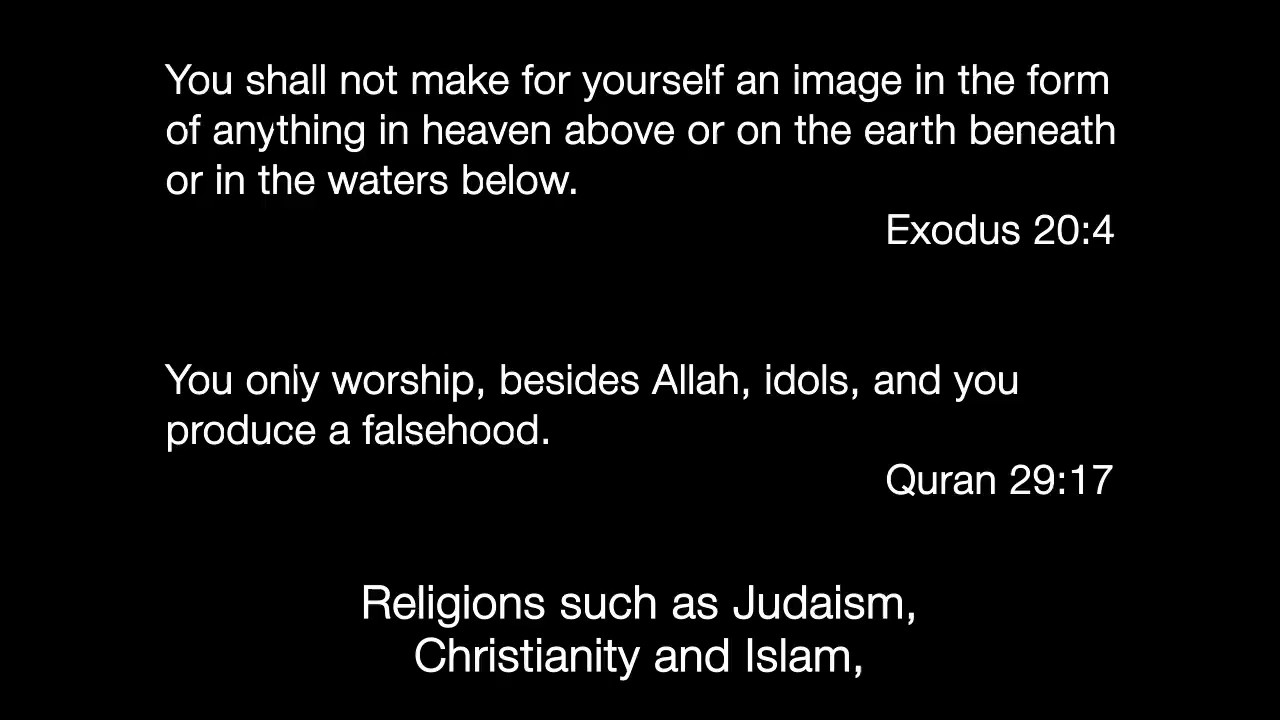 You shall not make for yourself an image in the form
of anything in heaven above or on the earth beneath
or in the waters below.
Exodus 20:4
You only worship, besides Allah, idols, and you
produce a falsehood.
Quran 29:17
Religions such as Judaism,
Christianity and Islam,